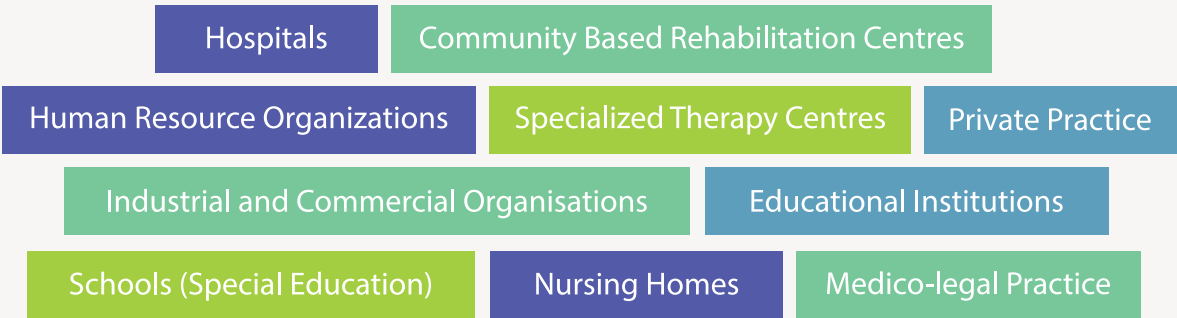 Hospitals
Community Based Rehabilitation Centres
Human Resource Organizations
Specialized Therapy Centres
Private Practice
Industrial and Commercial Organisations
Educational Institutions
Schools (Special Education)
Nursing Homes
Medico-legal Practice